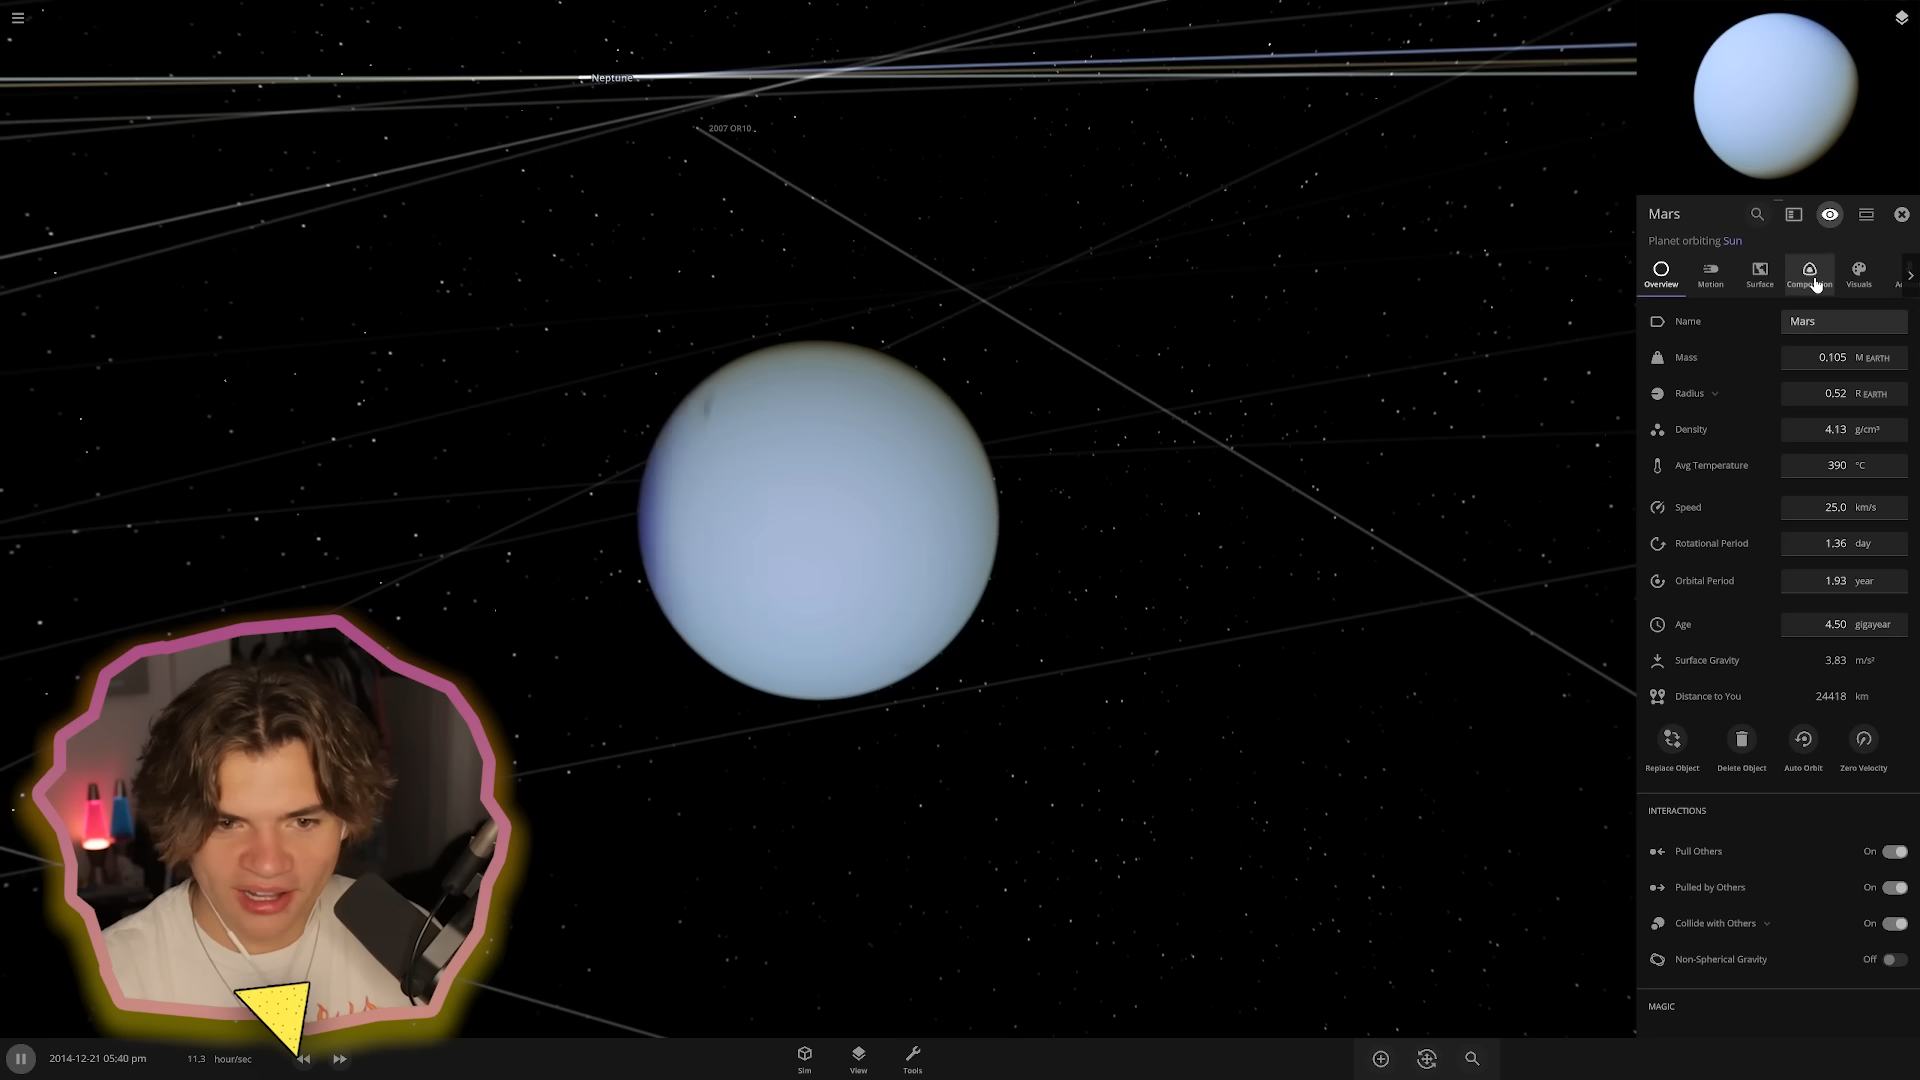 Neptune
2007 OR10
Mars
Planet orbiting Sun
Overview
Motion
Surface
Composition
Visuals
Name
Mars
Mass
0.105 M EARTH
Radius
0.52 R EARTH
Density
4.13 g/cm³
Avg Temperature
390 °C
Speed
25.0 km/s
Rotational Period
1.36 day
Orbital Period
1.93 year
Age
4.50 gigayear
Surface Gravity
3.83 m/s²
Distance to You
24418 km
Replace Object
Delete Object
Auto Orbit
Zero Velocity
INTERACTIONS
Pull Others
On
Pulled by Others
On
Collide with Others
On
Non-Spherical Gravity
Off
MAGIC
2014-12-21 05:40 pm
11.3 hour/sec
Sim
View
Tools